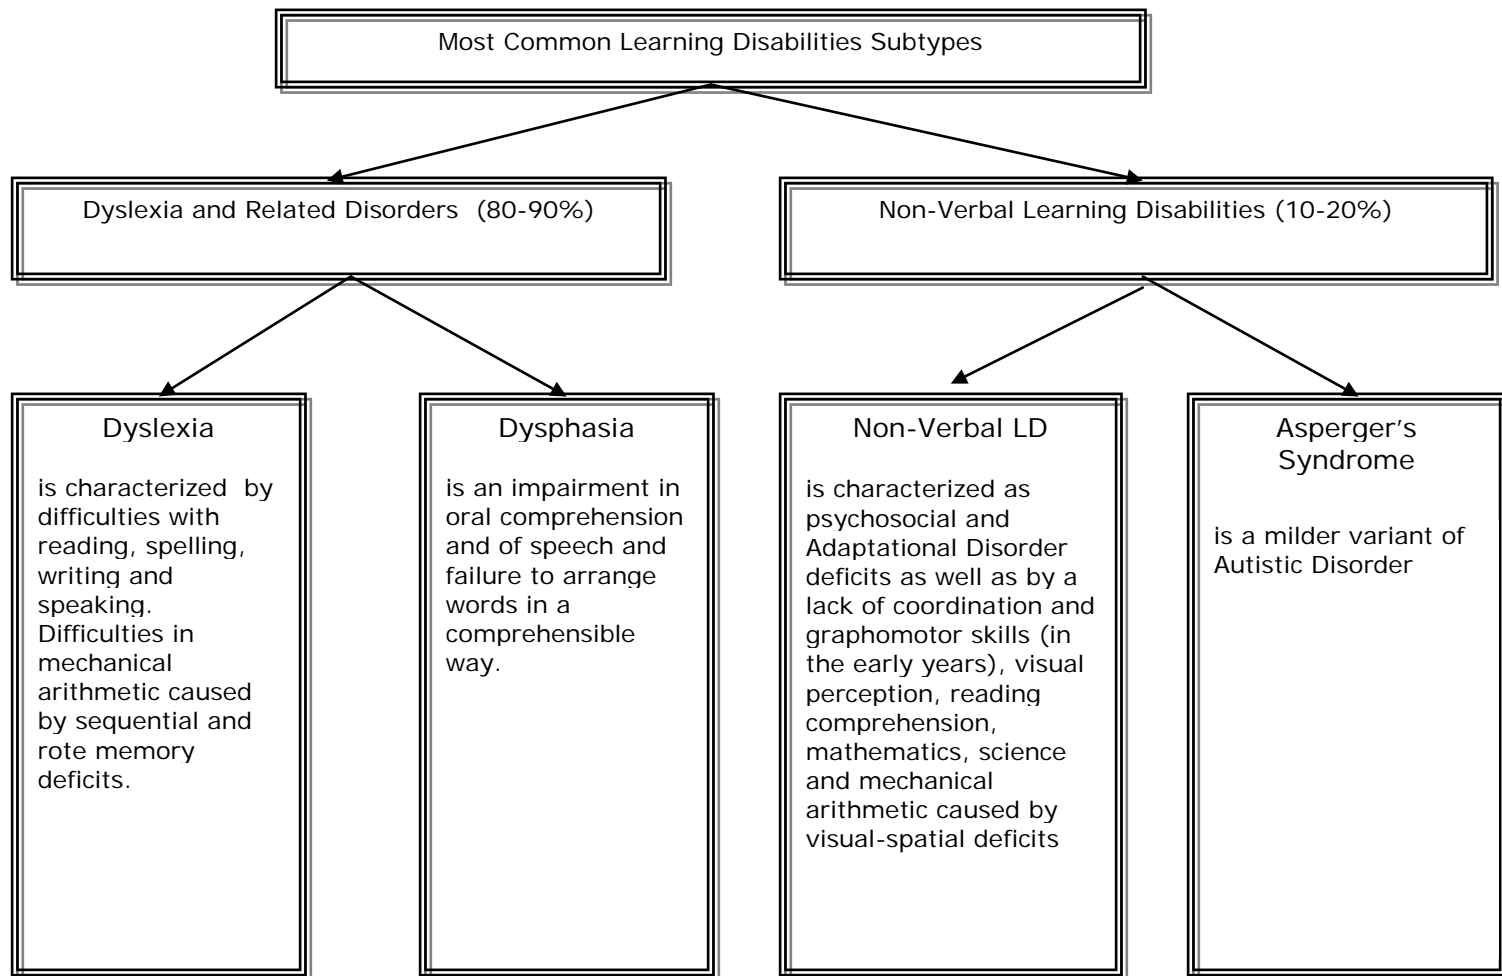 Most Common Learning Disabilities Subtypes
Dyslexia and Related Disorders  (80-90%)
Non-Verbal Learning Disabilities (10-20%)
Dyslexia
is characterized  by
difficulties with
reading, spelling,
writing and
speaking.
Difficulties in
mechanical
arithmetic caused
by sequential and
rote memory
deficits.
Dysphasia
is an impairment in
oral comprehension
and of speech and
failure to arrange
words in a
comprehensible
way.
Non-Verbal LD
is characterized as
psychosocial and
Adaptational Disorder
deficits as well as by a
lack of coordination and
graphomotor skills (in
the early years), visual
perception, reading
comprehension,
mathematics, science
and mechanical
arithmetic caused by
visual-spatial deficits
Asperger's
Syndrome
is a milder variant of
Autistic Disorder